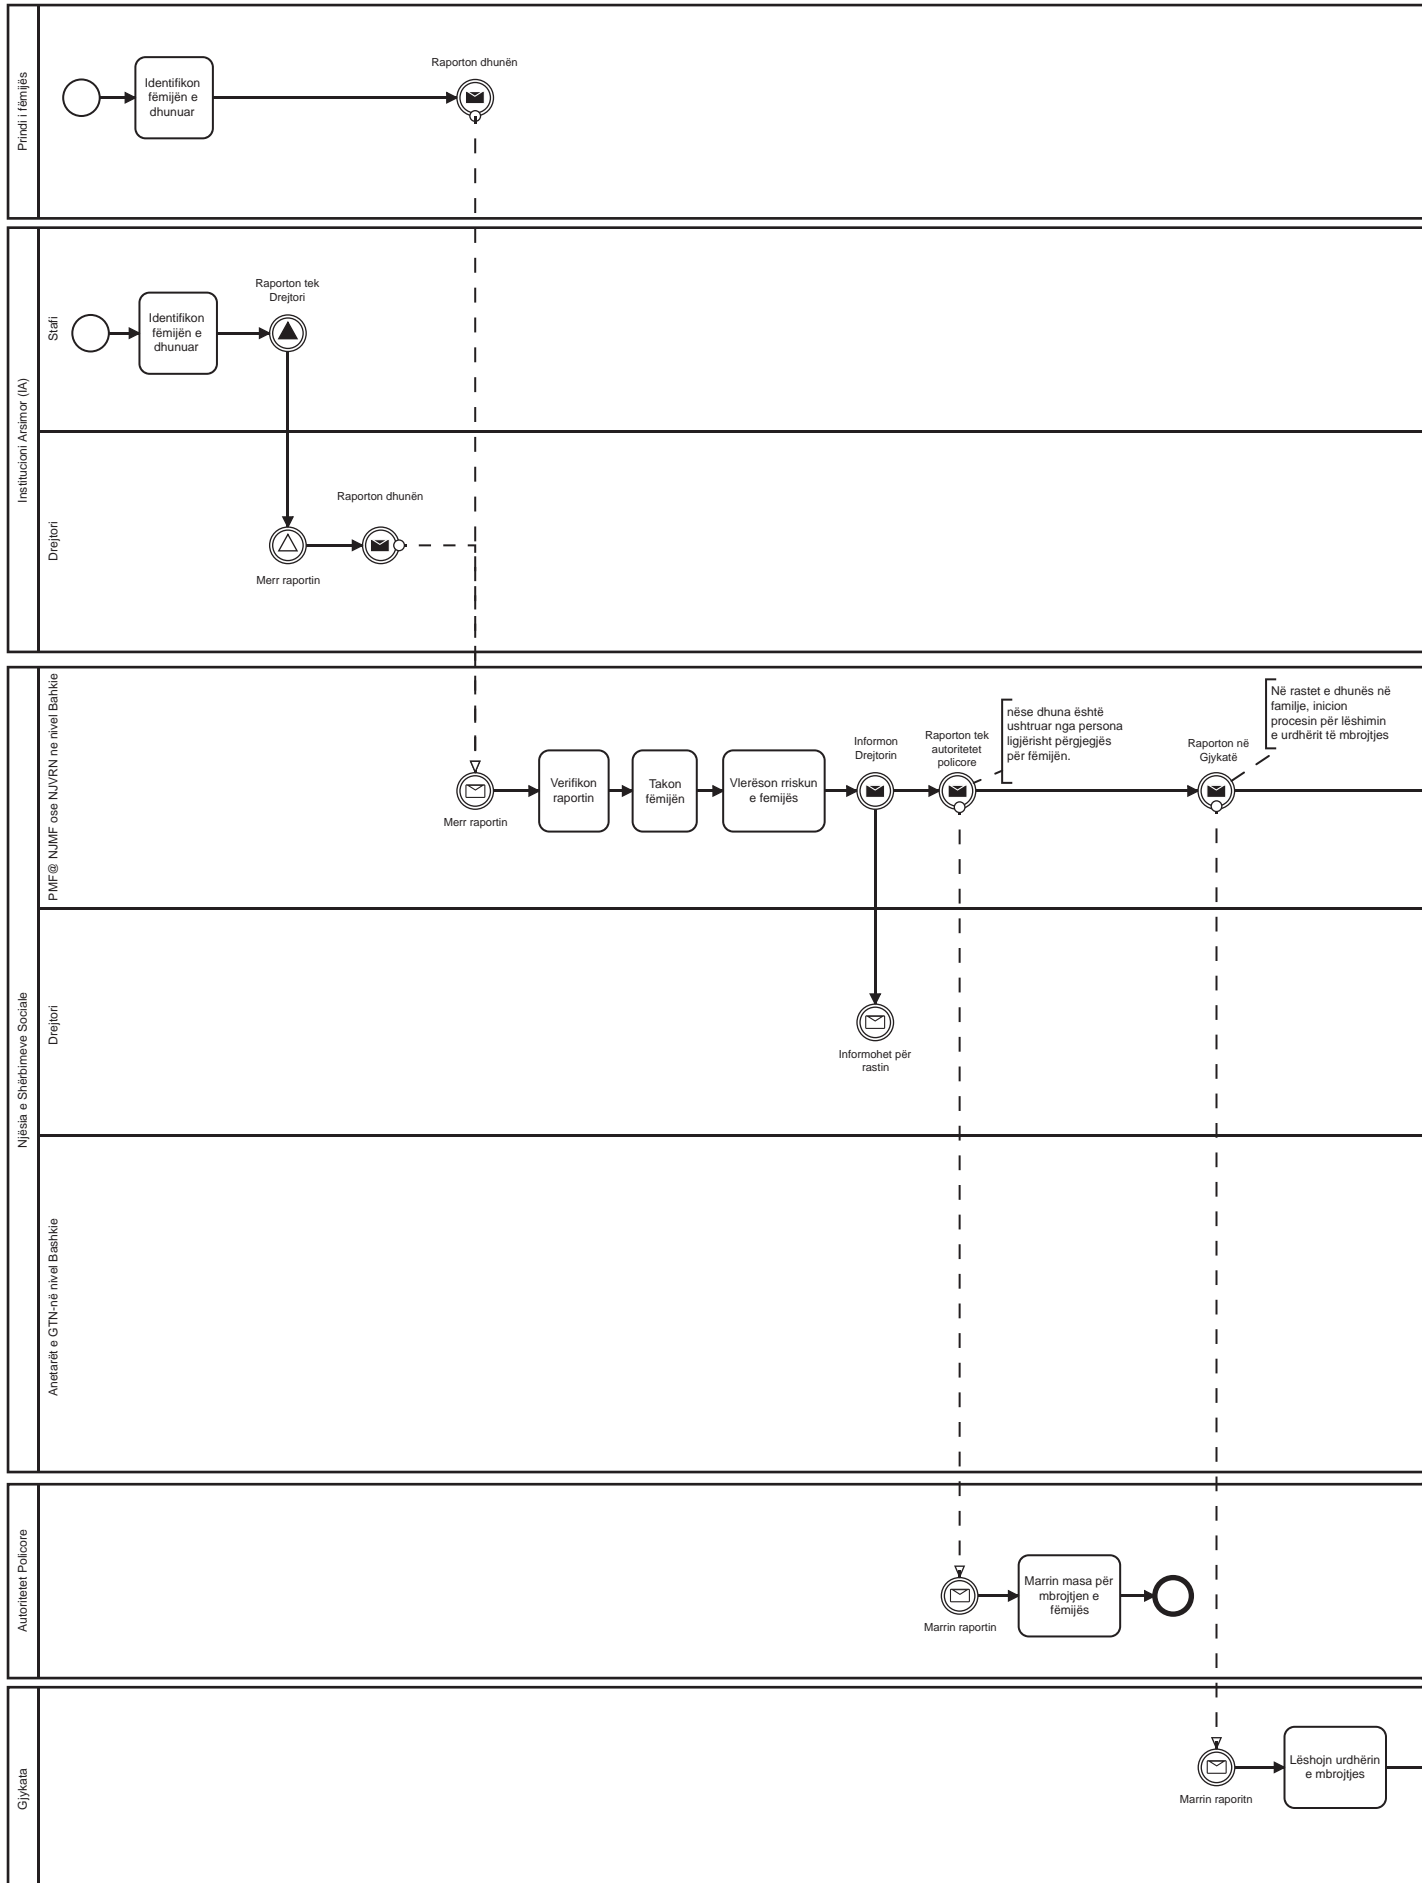 Prindi i fëmijës
Identifikon
fëmijën e
dhunuar
Raporton dhunën
Institucioni Arsimor (IA)
Stafi
Identifikon
fëmijën e
dhunuar
Raporton tek
Drejtori
Drejtori
Merr raportin
Raporton dhunën
Njësia e Shërbimeve Sociale
PMF@ NJMF ose NJVRN ne nivel Bahkie
Merr raportin
Verifikon
raportin
Takon
fëmijën
Vlerëson rriskun
e femijës
Informon
Drejtorin
Raporton tek
autoritetet
policore
nëse dhuna është
ushtruar nga persona
ligjërisht përgjegjës
për fëmijën.
Raporton në
Gjykatë
Në rastet e dhunës në
familje, inicion
procesin për lëshimin
e urdhërit të mbrojtjes
Drejtori
Informohet për
rastin
Anetarët e GTN-në nivel Bashkie
Autoritetet Policore
Marrin raportin
Marrin masa për
mbrojtjen e
fëmijës
Gjykata
Marrin raporitn
Lëshojn urdhërin
e mbrojtjes